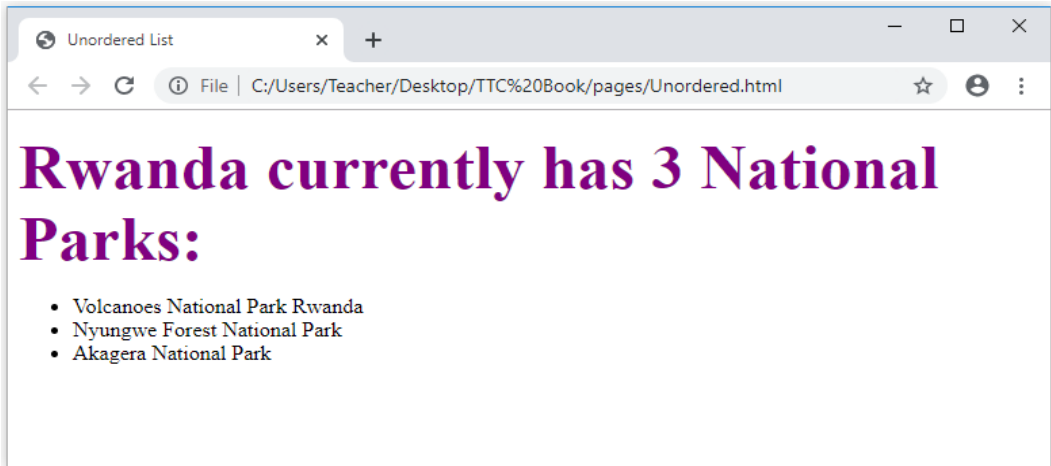 Unordered List
File C:/Users/Teacher/Desktop/TTC%20Book/pages/Unordered.html
Rwanda currently has 3 National
Parks:
• Volcanoes National Park Rwanda
• Nyungwe Forest National Park
• Akagera National Park